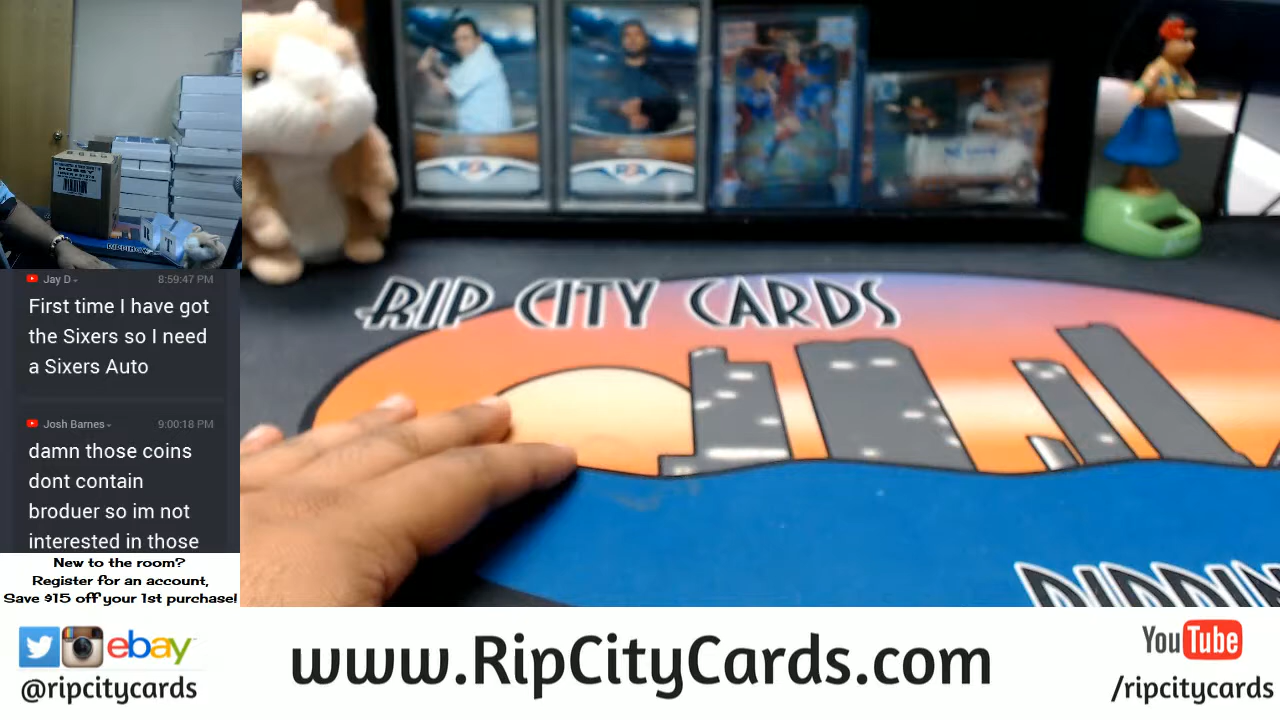 Jay D
8:59:47 PM
First time I have got
the Sixers so I need
a Sixers Auto
Josh Barnes
9:00:18 PM
damn those coins
dont contain
broduer so im not
interested in those
New to the room?
Register for an account,
Save $15 off your 1st purchase!
RIP CITY CARDS
ebay
@ripcitycards
www.RipCityCards.com
YouTube
/ripcitycards